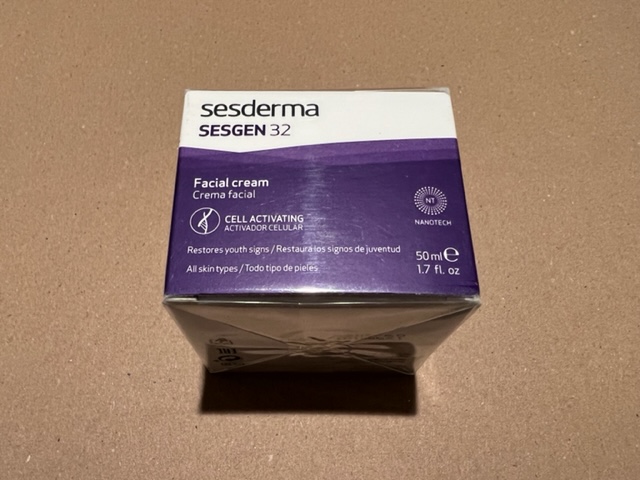 sesderma
SESGEN 32
Facial cream
Crema facial
CELL ACTIVATING
ACTIVADOR CELULAR
NT
NANOTECH
Restores youth signs / Restaura los signos de juventud
All skin types / Todo tipo de pieles
50 ml e
1.7 fl. oz